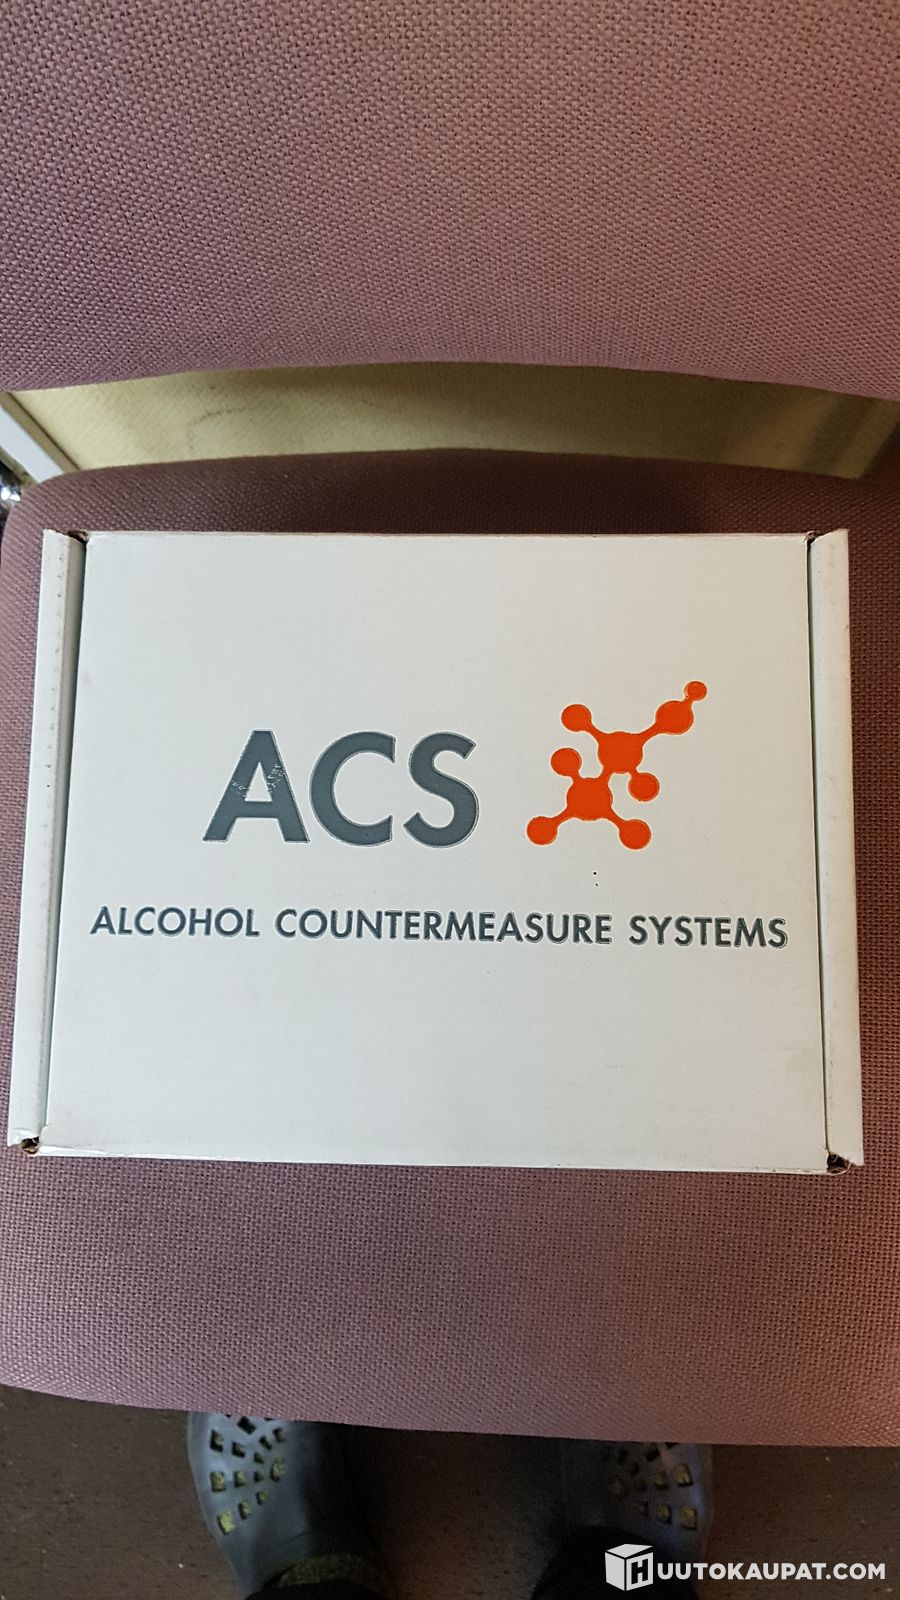 ACS
ALCOHOL COUNTERMEASURE SYSTEMS
HUUTOKAUPAT.COM